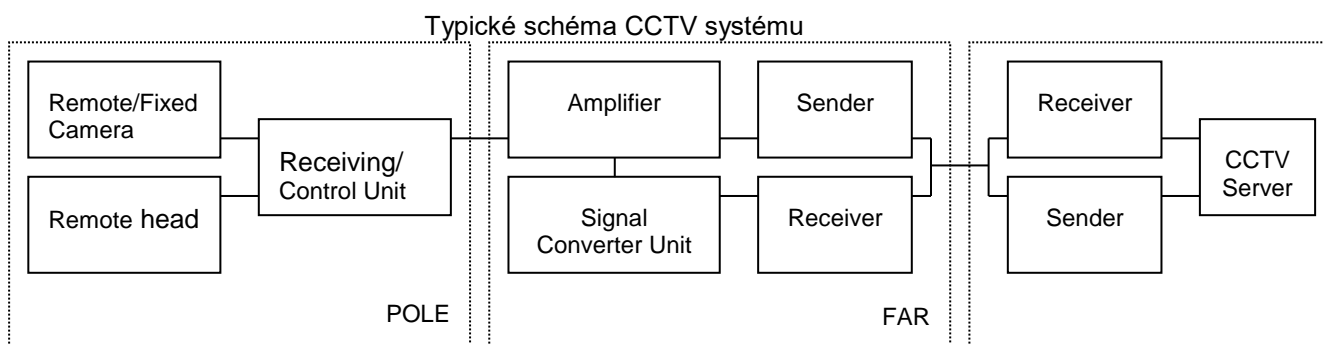 Typické schéma CCTV systému
Remote/Fixed
Camera
Remote head
Receiving/
Control Unit
POLE
Amplifier
Sender
Signal
Converter Unit
Receiver
FAR
Receiver
Sender
CCTV
Server